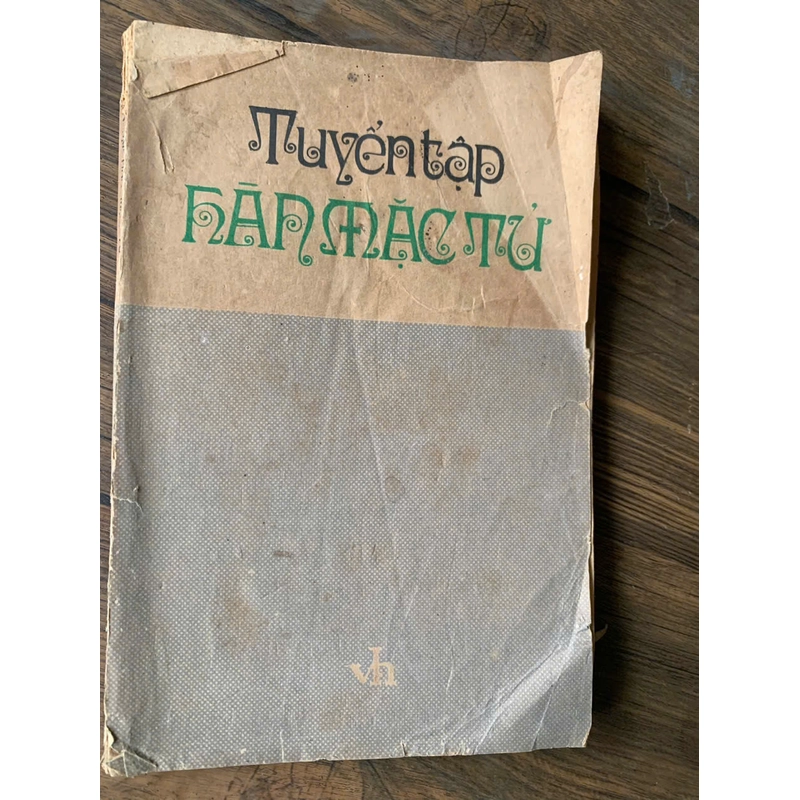 Tuyển tập
HÀN MẶC TỬ
vh